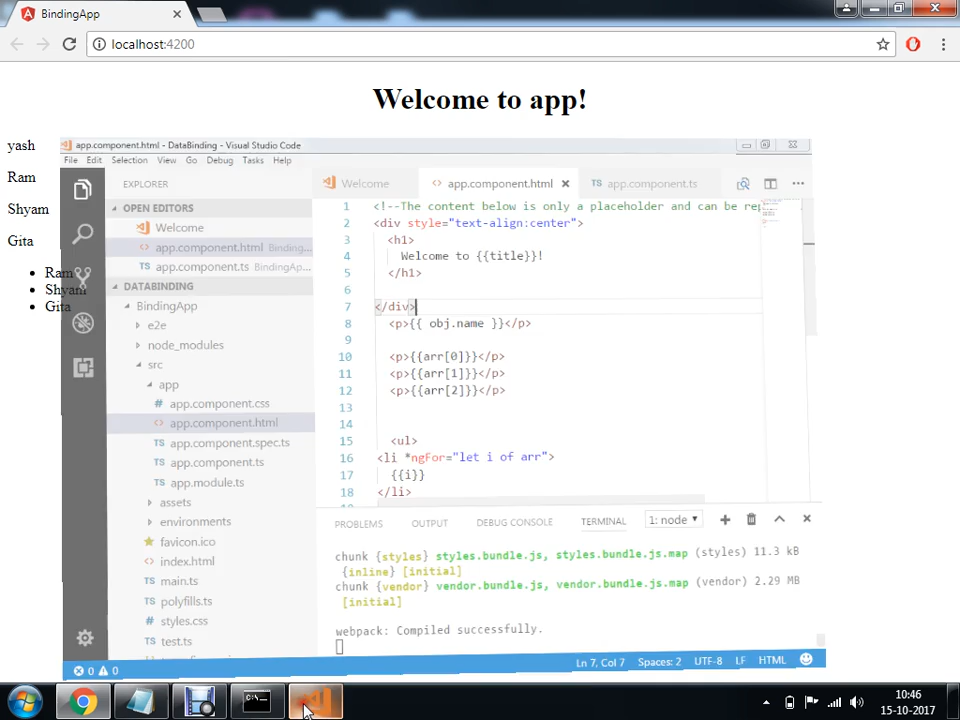 BindingApp
localhost:4200
Welcome to app!
yash
Ram
Shyam
Gita
Ram
Shyam
Gita
app.component.html - DataBinding - Visual Studio Code
File Edit Selection View Go Debug Tasks Help
EXPLORER
OPEN EDITORS
Welcome
app.component.html Binding...
app.component.ts BindingAp...
DATABINDING
BindingApp
e2e
node_modules
src
app
app.component.css
app.component.html
app.component.spec.ts
app.component.ts
app.module.ts
assets
environments
favicon.ico
index.html
main.ts
polyfills.ts
styles.css
test.ts
Welcome app.component.html app.component.ts
1 <!--The content below is only a placeholder and can be rep
2 <div style="text-align:center">
3 <h1>
4 Welcome to {{title}}!
5 </h1>
6
7 </div>
8 <p>{{ obj.name }}</p>
9
10 <p>{{arr[0]}}</p>
11 <p>{{arr[1]}}</p>
12 <p>{{arr[2]}}</p>
13
14
15 <ul>
16 <li *ngFor="let i of arr">
17 {{i}}
18 </li>
PROBLEMS OUTPUT DEBUG CONSOLE TERMINAL 1: node
chunk {styles} styles.bundle.js, styles.bundle.js.map (styles) 11.3 kB
{inline} [initial]
chunk {vendor} vendor.bundle.js, vendor.bundle.js.map (vendor) 2.29 MB
[initial]
webpack: Compiled successfully.
0 0 Ln 7, Col 7 Spaces: 2 UTF-8 LF HTML
10:46
15-10-2017